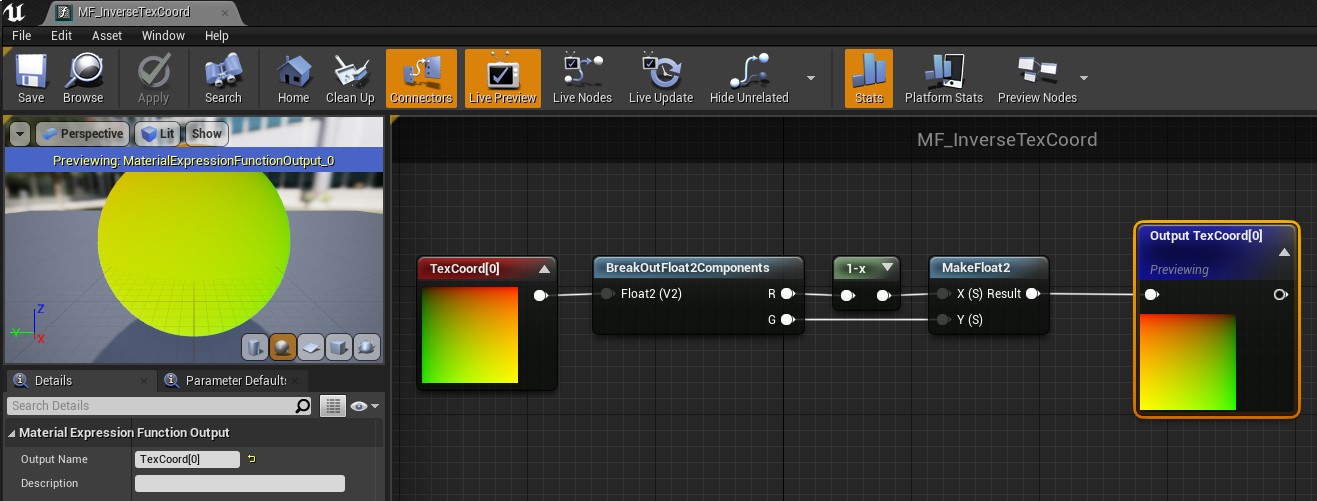 MF_InverseTexCoord
File Edit Asset Window Help
Save Browse Apply Search Home Clean Up Connectors Live Preview Live Nodes Live Update Hide Unrelated Stats Platform Stats Preview Nodes
Perspective Lit Show
Previewing: MaterialExpressionFunctionOutput_0
Z
Y
X
MF_InverseTexCoord
TexCoord[0]
BreakOutFloat2Components
Float2 (V2) R
G
1-x
MakeFloat2
X (S) Result
Y (S)
Output TexCoord[0]
Previewing
Details Parameter Defaults
Search Details
Material Expression Function Output
Output Name TexCoord[0]
Description